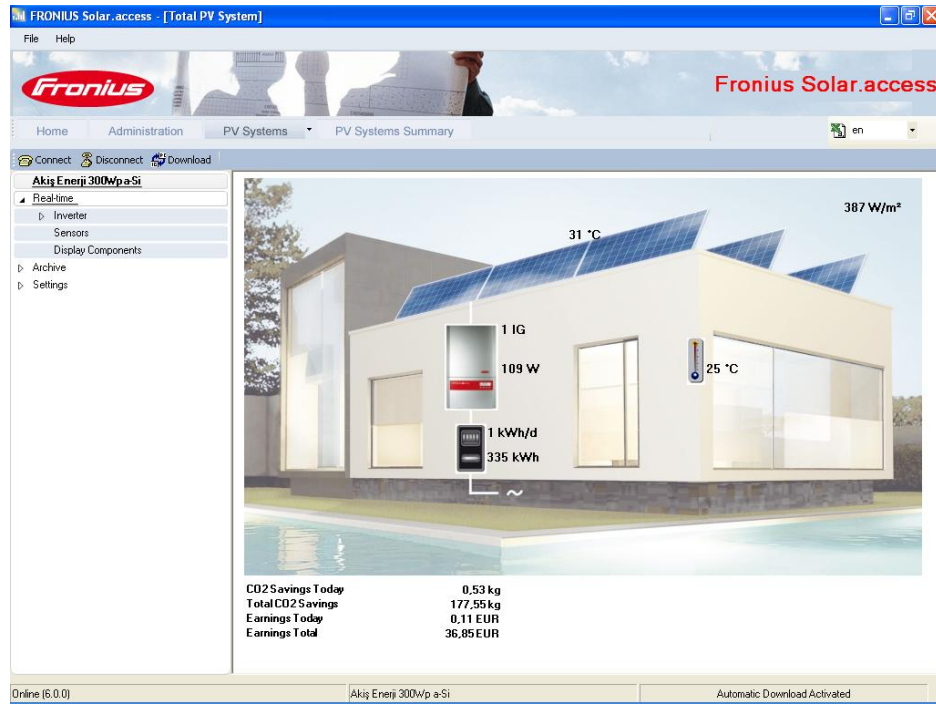 FRONIUS Solar.access - [Total PV System]
File Help
Fronius
Fronius Solar.access
Home Administration PV Systems PV Systems Summary en
Connect Disconnect Download
Akiş Enerji 300Wp a-Si
Real-time
Inverter
Sensors
Display Components
Archive
Settings
387 W/m²
31 °C
1 IG
109 W
25 °C
1 kWh/d
335 kWh
~
CO2 Savings Today 0,53 kg
Total CO2 Savings 177,55 kg
Earnings Today 0,11 EUR
Earnings Total 36,85 EUR
Online (6.0.0) Akiş Enerji 300Wp a-Si Automatic Download Activated